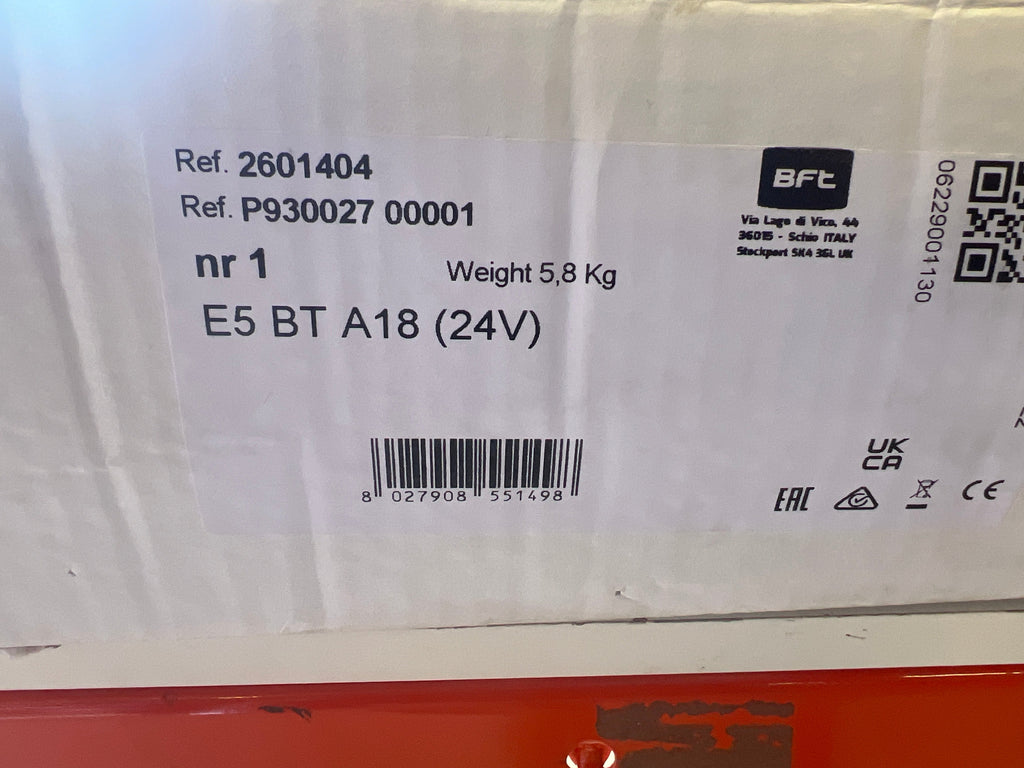 Ref. 2601404
Ref. P930027 00001
nr 1
Weight 5,8 Kg
E5 BT A18 (24V)
8 027908 551498
BFt
Via Lago di Vico, 44
36015 - Schio ITALY
Stockport SK4 3GL UK
06229001130
UK
CA
EAC
CE